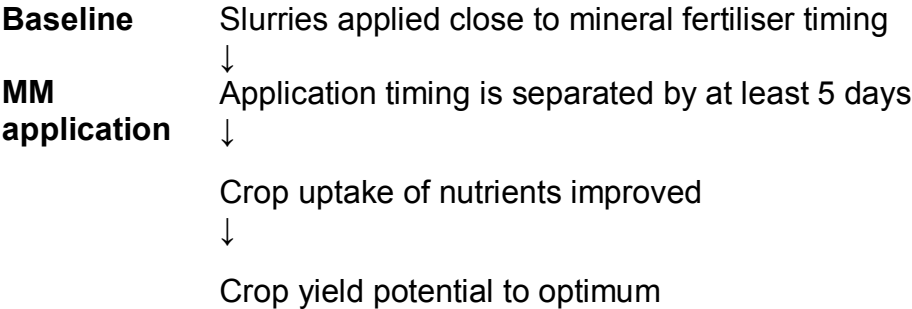 Baseline Slurries applied close to mineral fertiliser timing
↓
MM application Application timing is separated by at least 5 days
↓
Crop uptake of nutrients improved
↓
Crop yield potential to optimum